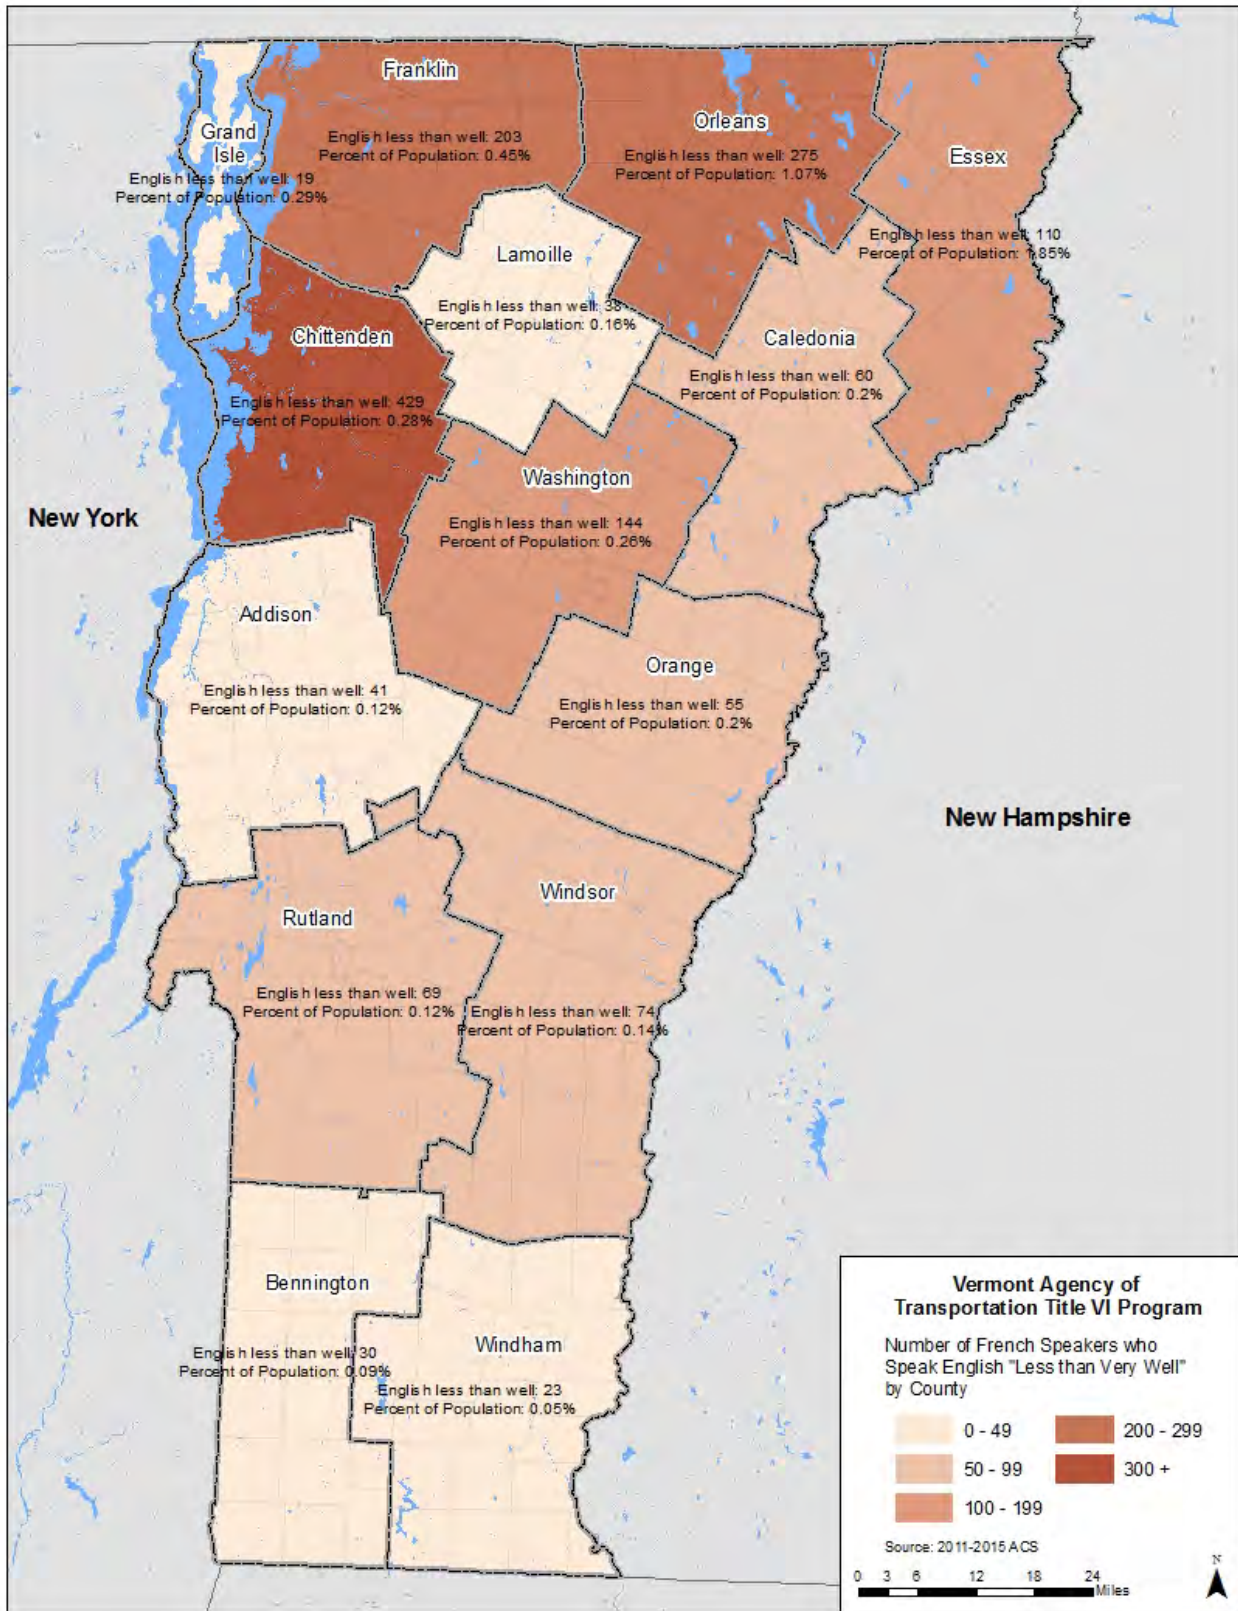 Franklin
English less than well: 203
Percent of Population: 0.45%
Orleans
English less than well: 275
Percent of Population: 1.07%
Essex
English less than well: 110
Percent of Population: 1.85%
Grand
Isle
English less than well: 19
Percent of Population: 0.29%
Lamoille
English less than well: 38
Percent of Population: 0.16%
Chittenden
English less than well: 429
Percent of Population: 0.28%
Caledonia
English less than well: 60
Percent of Population: 0.2%
Washington
English less than well: 144
Percent of Population: 0.26%
New York
Addison
English less than well: 41
Percent of Population: 0.12%
Orange
English less than well: 55
Percent of Population: 0.2%
New Hampshire
Rutland
English less than well: 69
Percent of Population: 0.12%
Windsor
English less than well: 74
Percent of Population: 0.14%
Bennington
English less than well: 30
Percent of Population: 0.09%
Windham
English less than well: 23
Percent of Population: 0.05%
Vermont Agency of
Transportation Title VI Program
Number of French Speakers who
Speak English "Less than Very Well"
by County
0 - 49
200 - 299
50 - 99
300 +
100 - 199
Source: 2011-2015 ACS
N
0 3 6 12 18 24
Miles